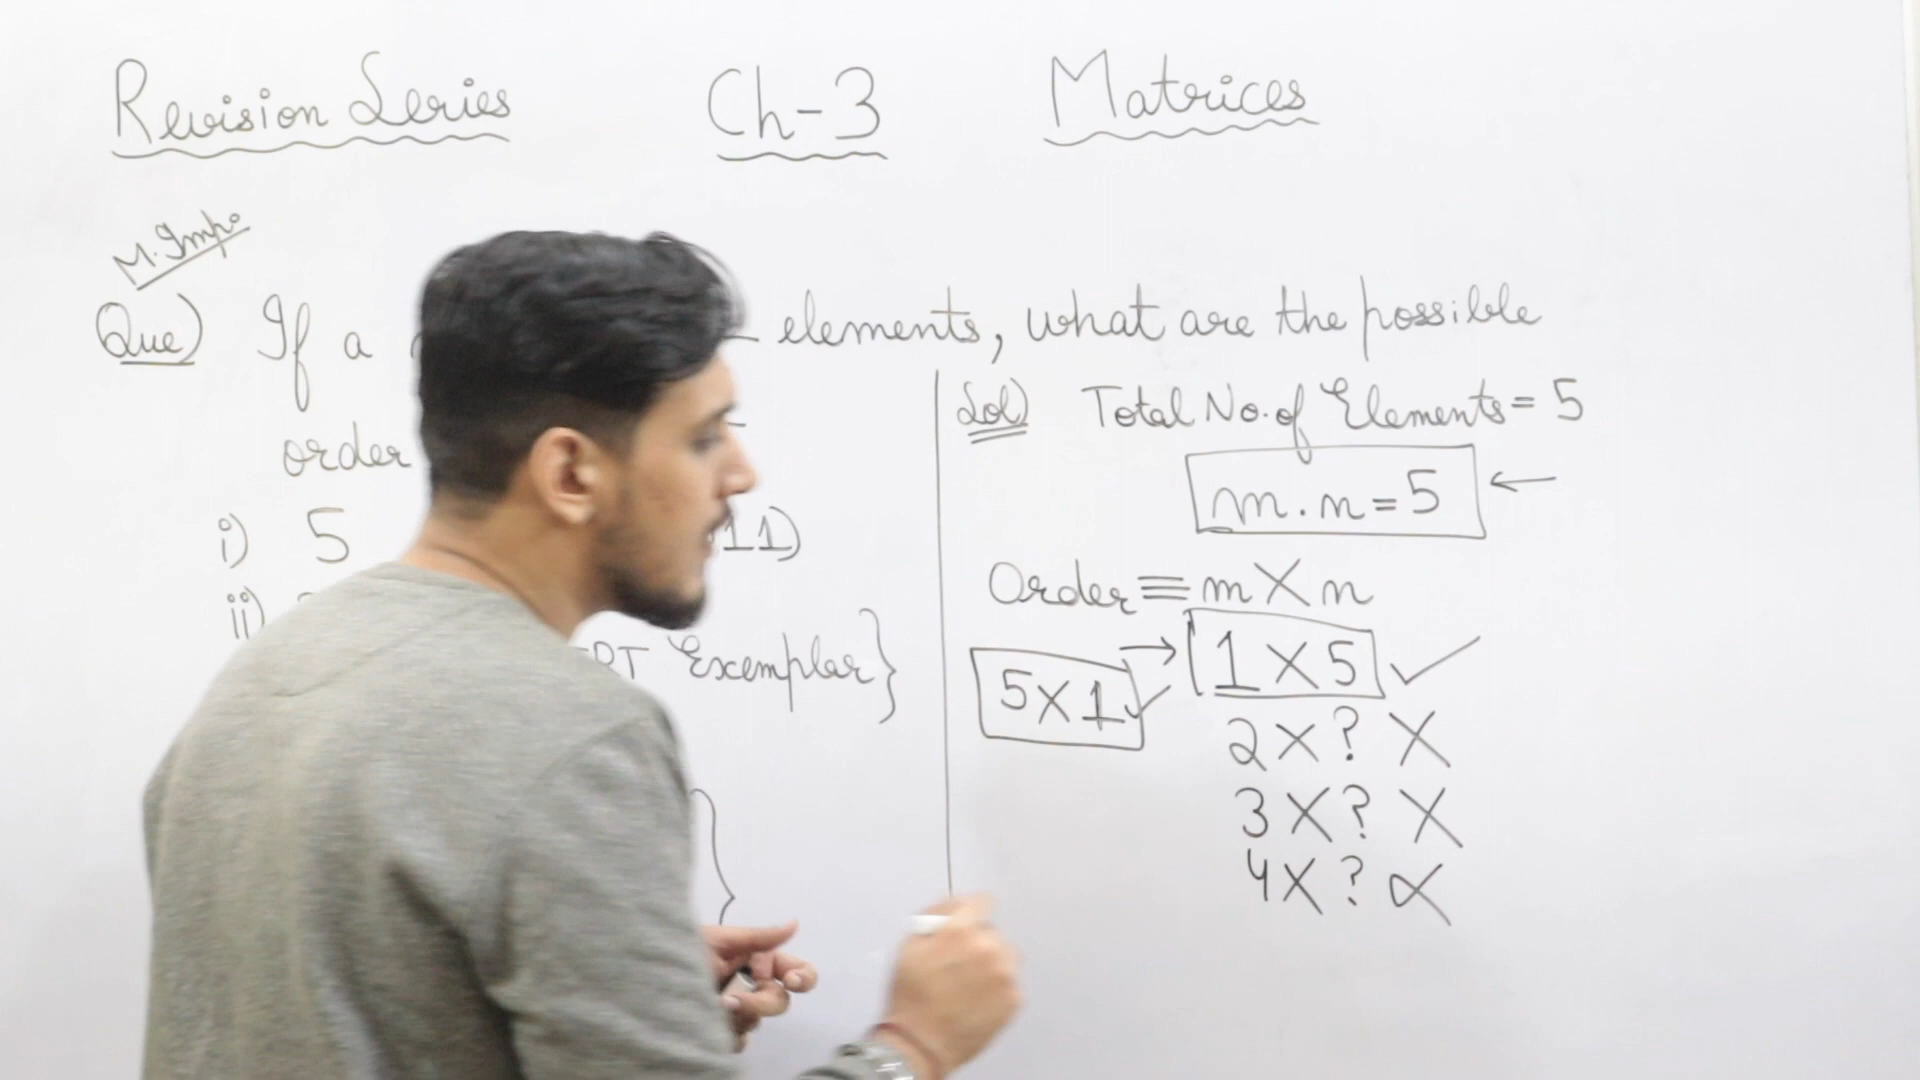 Revision Series Ch-3 Matrices
M. Imp.
Que) If a elements, what are the possible
order
i) 5 11)
ii)
Exemplar}
Sol) Total No. of Elements = 5
m . n = 5 ←
Order ≡ m X n
→ 1 X 5 ✓
5 X 1 ✓
2 X ? X
3 X ? X
4 X ? X